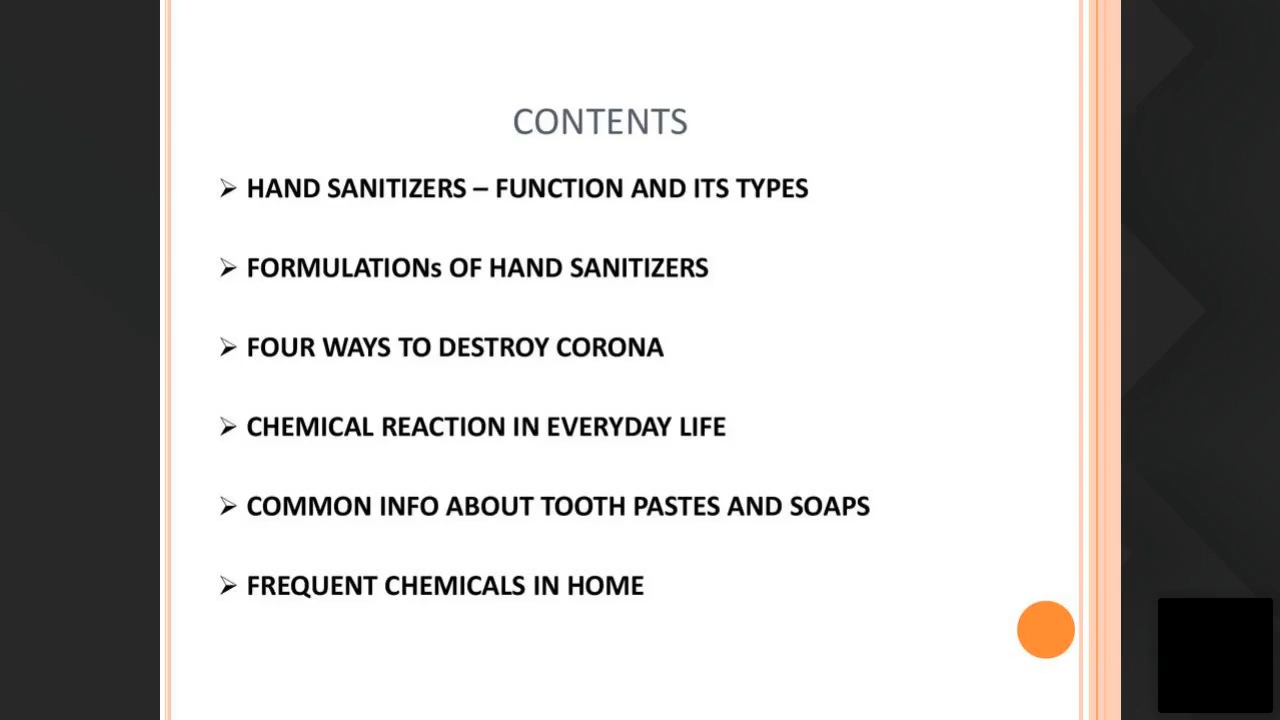 CONTENTS
➢ HAND SANITIZERS – FUNCTION AND ITS TYPES
➢ FORMULATIONs OF HAND SANITIZERS
➢ FOUR WAYS TO DESTROY CORONA
➢ CHEMICAL REACTION IN EVERYDAY LIFE
➢ COMMON INFO ABOUT TOOTH PASTES AND SOAPS
➢ FREQUENT CHEMICALS IN HOME